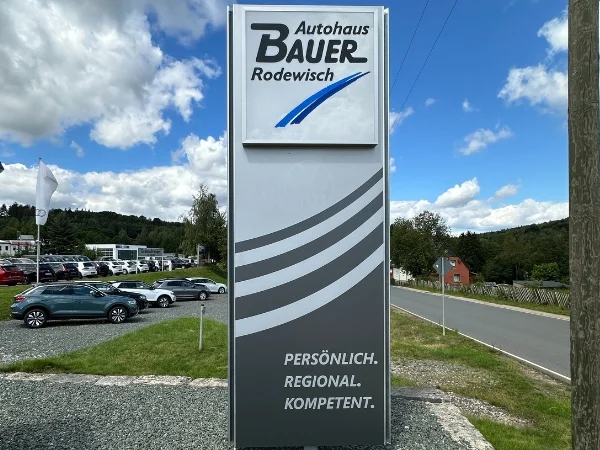 Autohaus
BAUER
Rodewisch
PERSÖNLICH.
REGIONAL.
KOMPETENT.